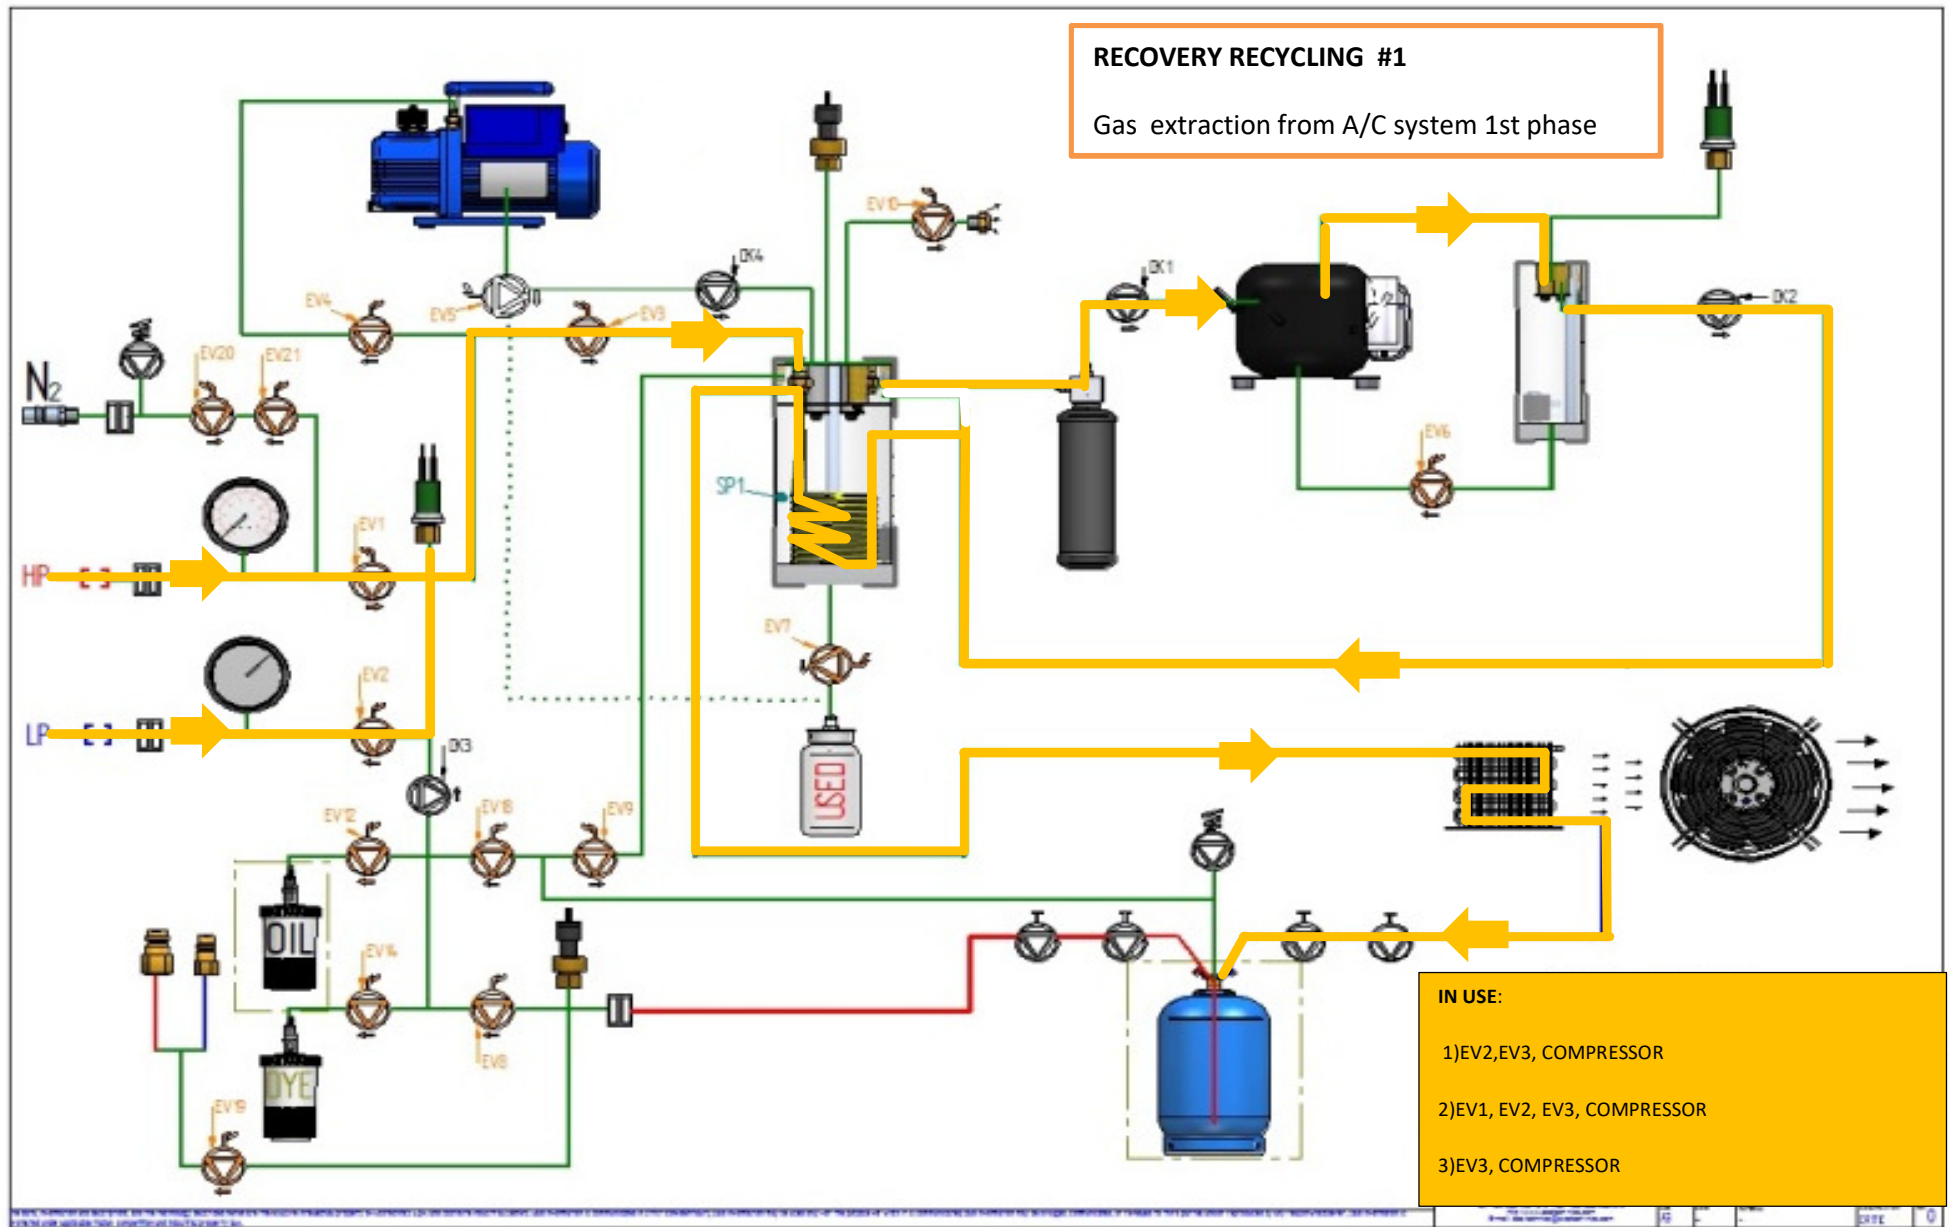 RECOVERY RECYCLING #1
Gas extraction from A/C system 1st phase
EV10
CK4
CK1
CK2
EV4
EV5
EV3
N2
EV20
EV21
EV6
SP1
EV1
HP
EV7
EV2
LP
CK3
USED
EV12
EV18
EV9
OIL
EV14
EV8
DYE
EV19
IN USE:
1)EV2,EV3, COMPRESSOR
2)EV1, EV2, EV3, COMPRESSOR
3)EV3, COMPRESSOR